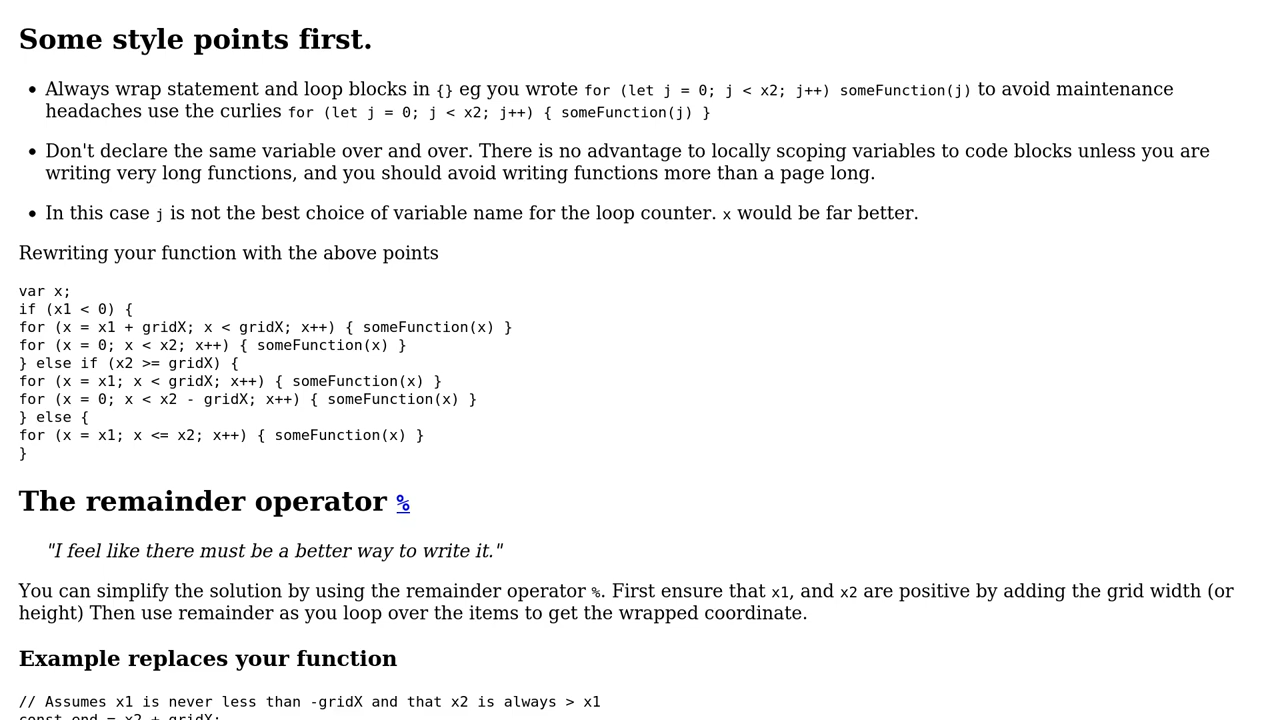 Some style points first.
Always wrap statement and loop blocks in {} eg you wrote for (let j = 0; j < x2; j++) someFunction(j) to avoid maintenance
headaches use the curlies for (let j = 0; j < x2; j++) { someFunction(j) }
Don't declare the same variable over and over. There is no advantage to locally scoping variables to code blocks unless you are
writing very long functions, and you should avoid writing functions more than a page long.
In this case j is not the best choice of variable name for the loop counter. x would be far better.
Rewriting your function with the above points
var x;
if (x1 < 0) {
for (x = x1 + gridX; x < gridX; x++) { someFunction(x) }
for (x = 0; x < x2; x++) { someFunction(x) }
} else if (x2 >= gridX) {
for (x = x1; x < gridX; x++) { someFunction(x) }
for (x = 0; x < x2 - gridX; x++) { someFunction(x) }
} else {
for (x = x1; x <= x2; x++) { someFunction(x) }
}
The remainder operator %
"I feel like there must be a better way to write it."
You can simplify the solution by using the remainder operator %. First ensure that x1, and x2 are positive by adding the grid width (or
height) Then use remainder as you loop over the items to get the wrapped coordinate.
Example replaces your function
// Assumes x1 is never less than -gridX and that x2 is always > x1
const end = x2 + gridX;